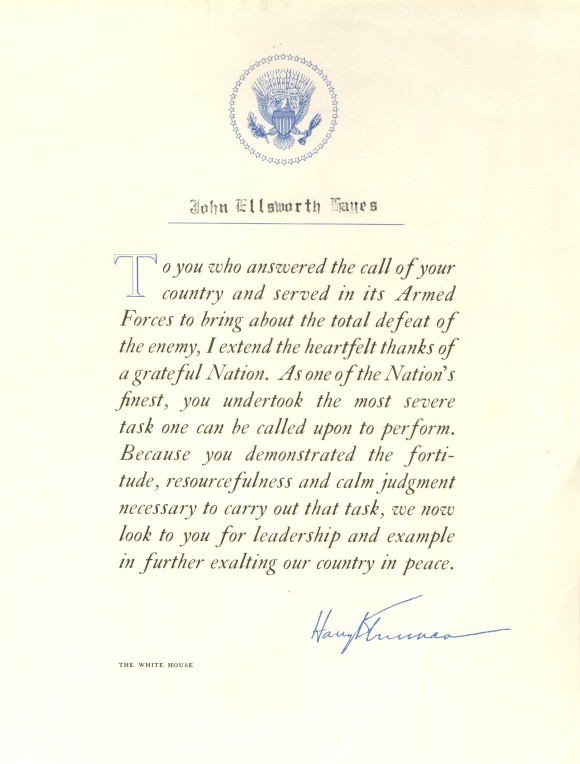 John Ellsworth Hayes
To you who answered the call of your
country and served in its Armed
Forces to bring about the total defeat of
the enemy, I extend the heartfelt thanks of
a grateful Nation. As one of the Nation's
finest, you undertook the most severe
task one can be called upon to perform.
Because you demonstrated the forti-
tude, resourcefulness and calm judgment
necessary to carry out that task, we now
look to you for leadership and example
in further exalting our country in peace.
Harry Truman
THE WHITE HOUSE